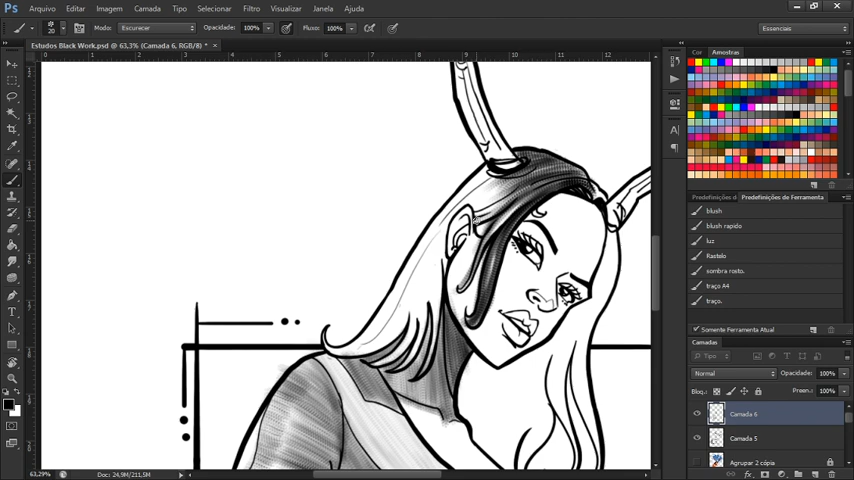 Ps Arquivo Editar Imagem Camada Tipo Selecionar Filtro Visualizar Janela Ajuda
20 Modo: Escurecer Opacidade: 100% Fluxo: 100% Essenciais
Estudos Black Work.psd @ 63,3% (Camada 6, RGB/8) * ×
Cor Amostras
Predefinições de Predefinições de Ferramenta
blush
blush rapido
luz
Rastelo
sombra rosto.
traço A4
traço.
Somente Ferramenta Atual
Camadas
Tipo
Normal Opacidade: 100%
Bloq.: Preen.: 100%
Camada 6
Camada 5
Agrupar 2 cópia
63,29% Doc: 24,9M/211,5M